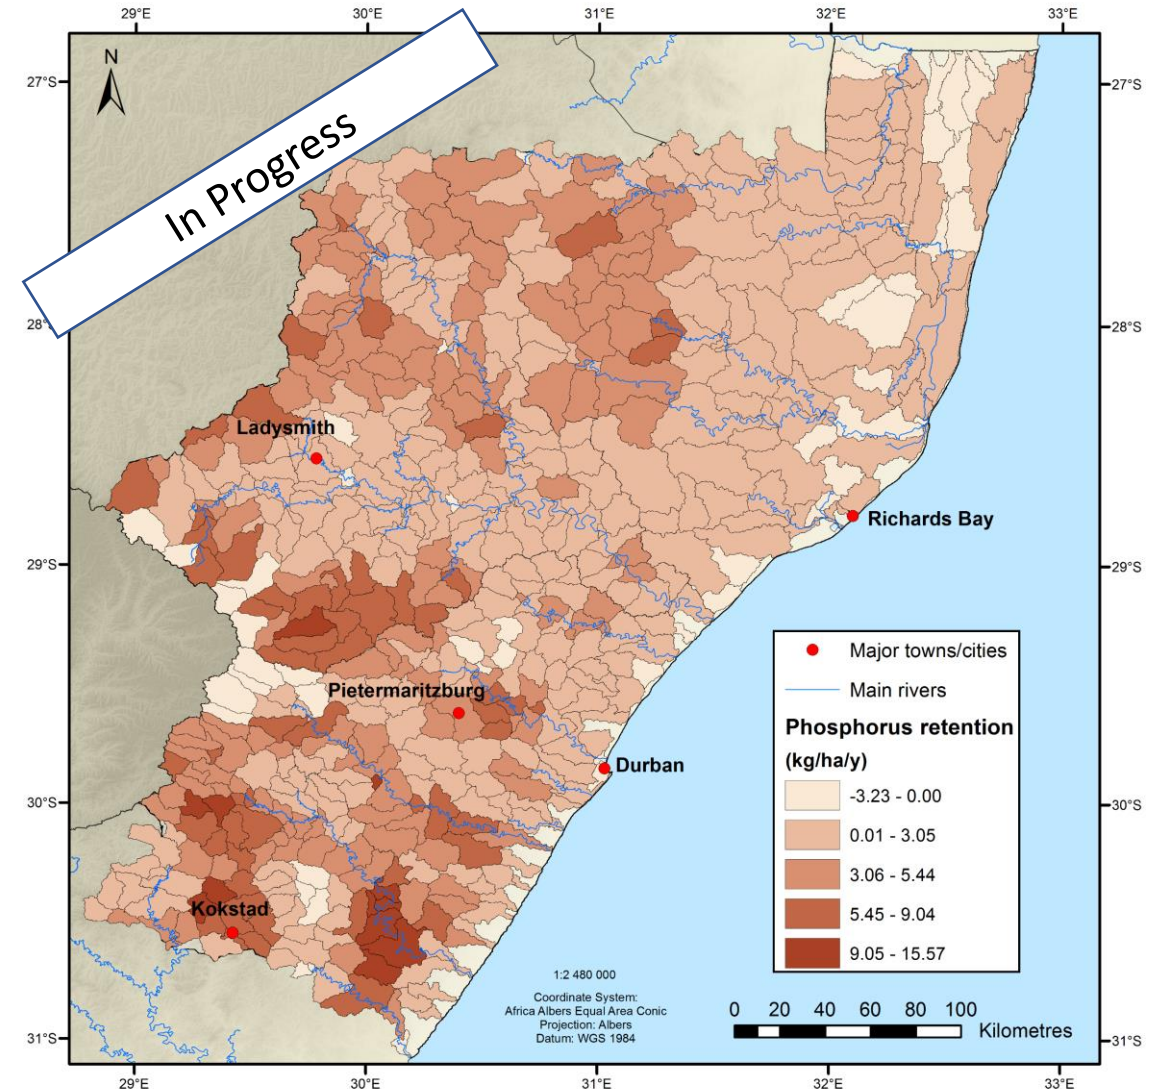 29°E
30°E
31°E
32°E
33°E
N
27°S
27°S
In Progress
28°
28°S
Ladysmith
Richards Bay
29°S
29°S
Major towns/cities
Main rivers
Phosphorus retention
(kg/ha/y)
-3.23 - 0.00
0.01 - 3.05
3.06 - 5.44
5.45 - 9.04
9.05 - 15.57
Pietermaritzburg
Durban
30°S
30°S
Kokstad
1:2 480 000
Coordinate System:
Africa Albers Equal Area Conic
Projection: Albers
Datum: WGS 1984
0 20 40 60 80 100
Kilometres
31°S
31°S
29°E
30°E
31°E
32°E
33°E